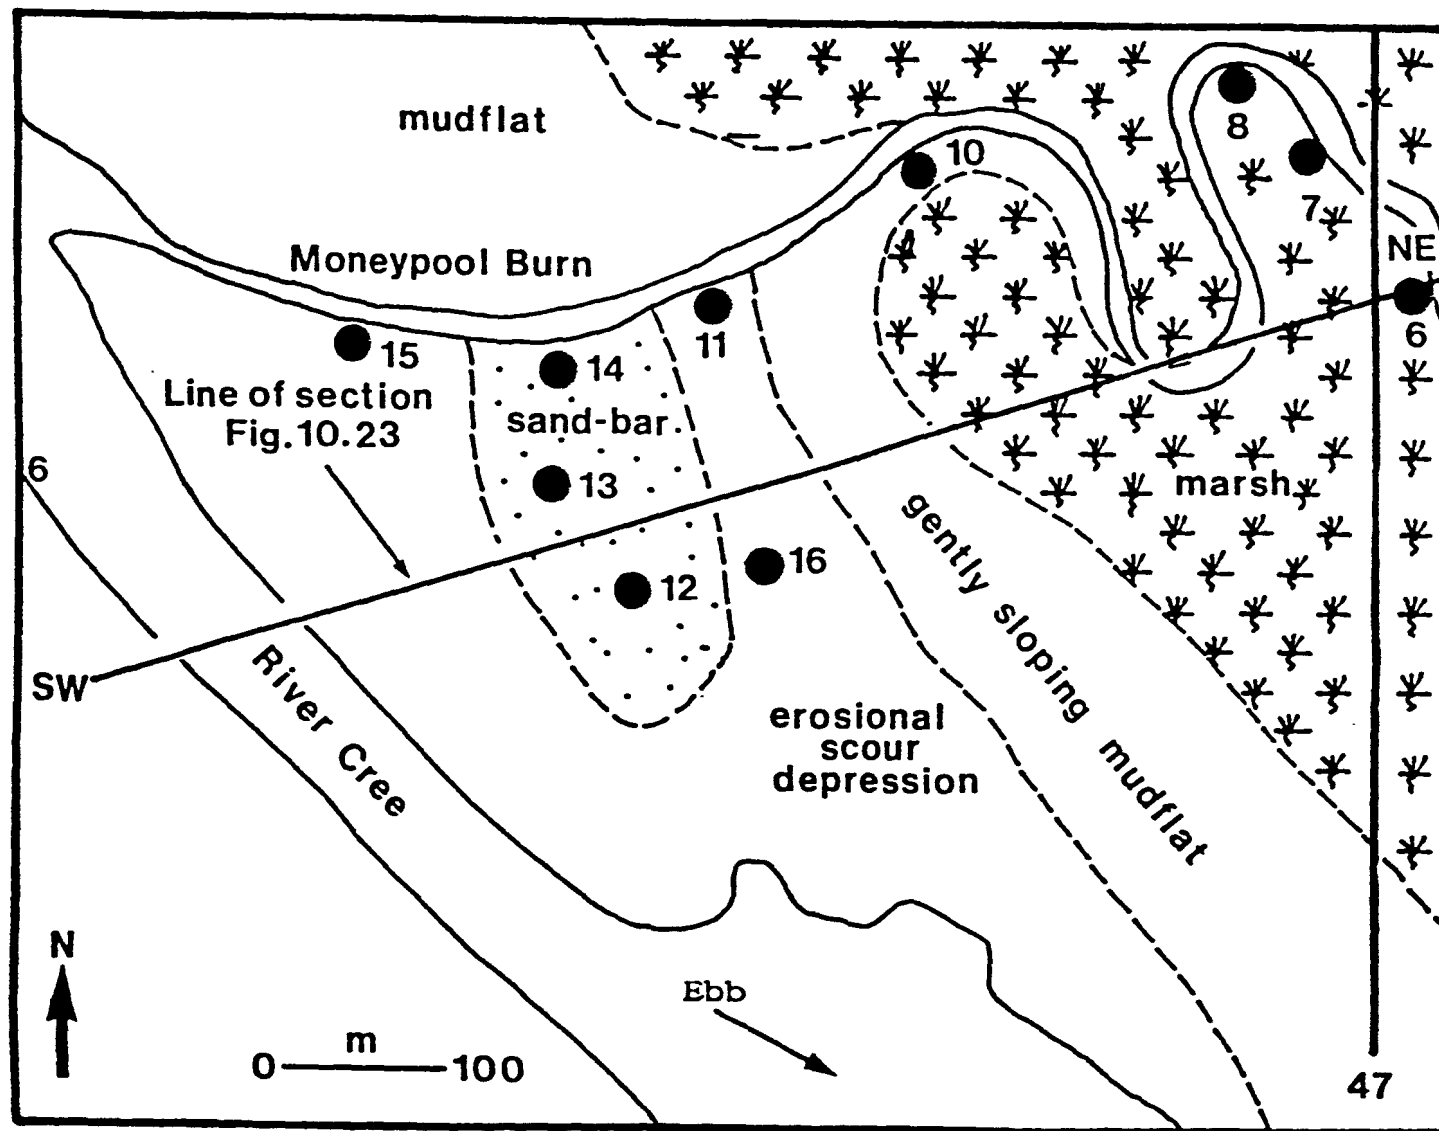 mudflat
8
10
7
Moneypool Burn
NE
6
11
15
14
Line of section
Fig.10.23
sand-bar
6
13
marsh
gently sloping mudflat
16
12
SW
River Cree
erosional
scour
depression
N
Ebb
m
0 100
47